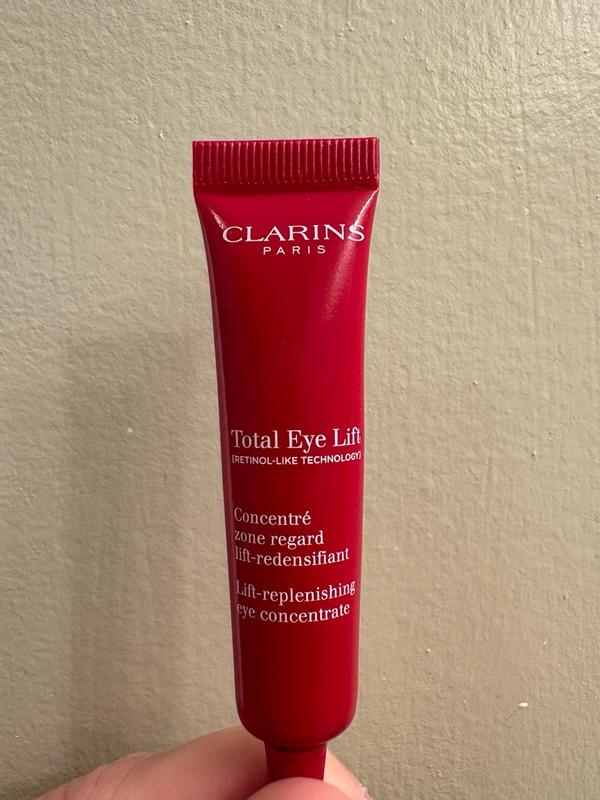 CLARINS
PARIS
Total Eye Lift
[RETINOL-LIKE TECHNOLOGY]
Concentré
zone regard
lift-redensifiant
Lift-replenishing
eye concentrate